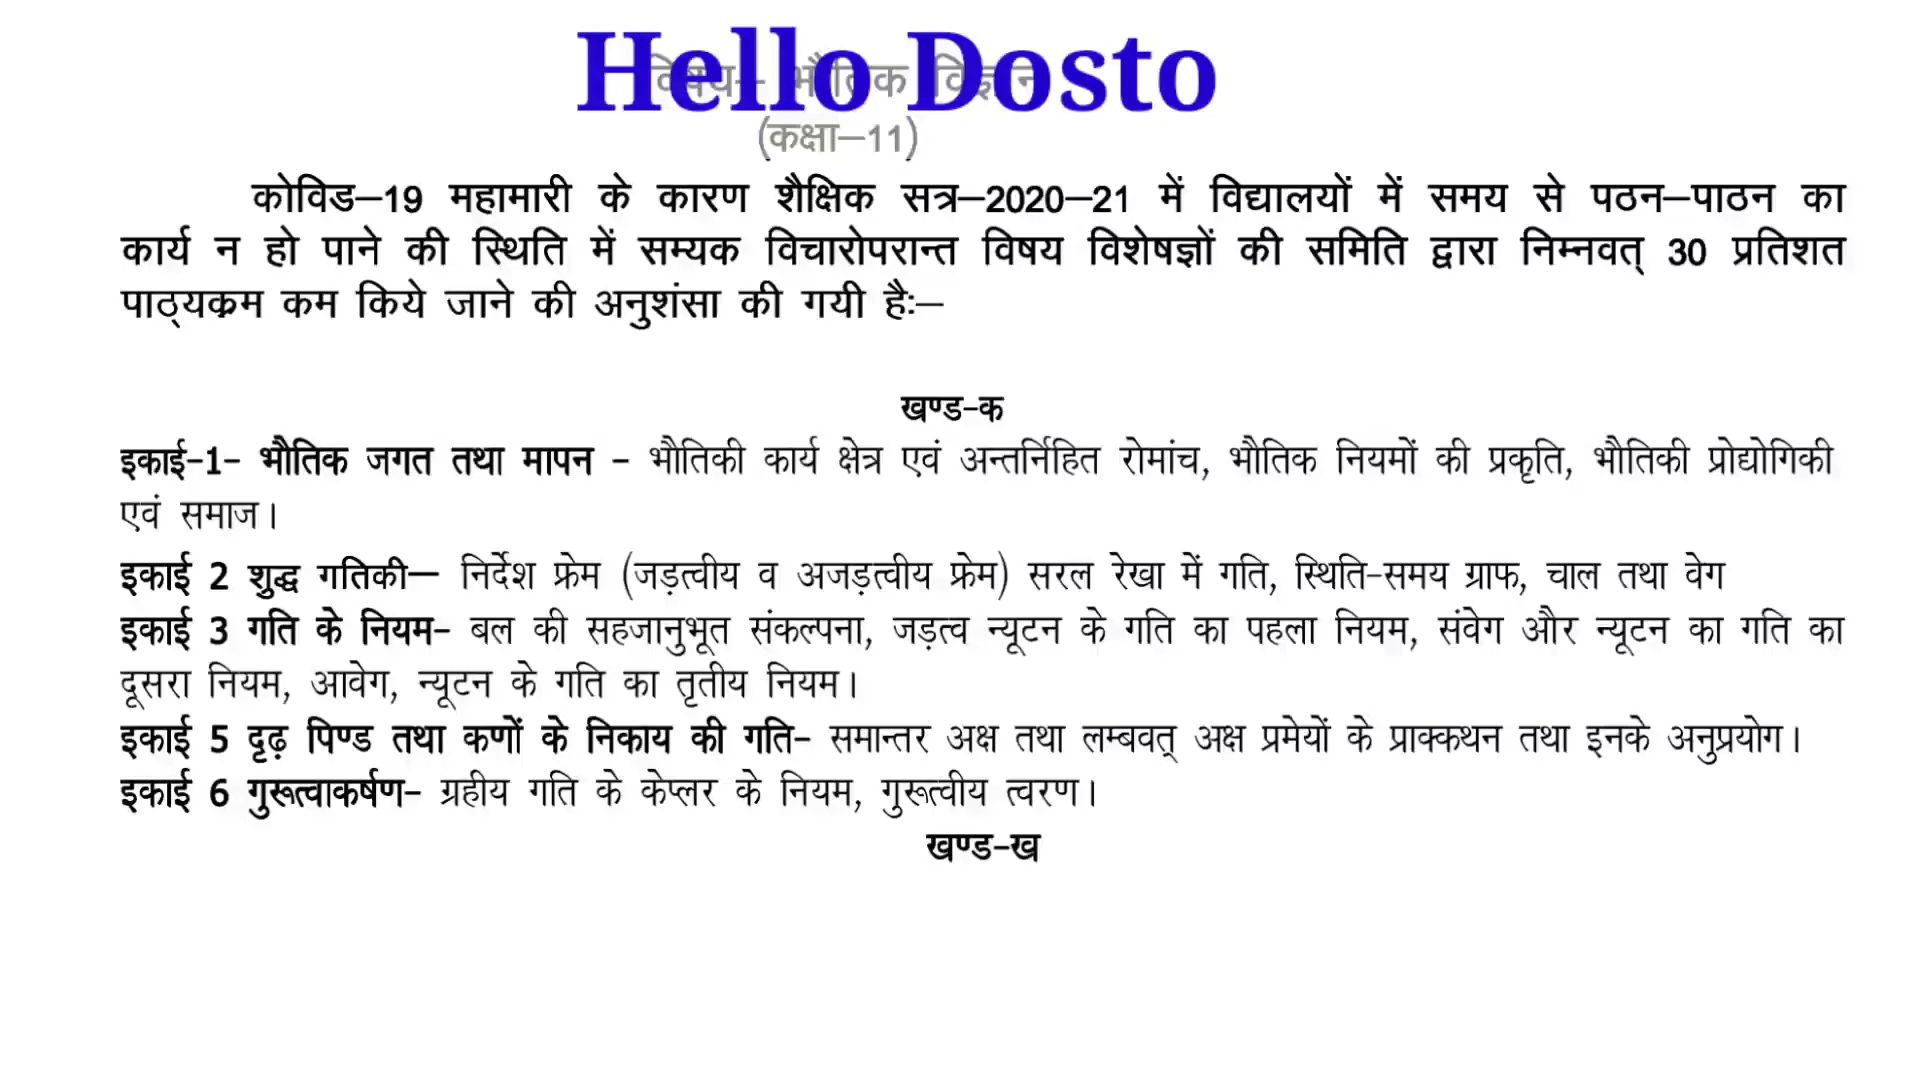 Hello Dosto
विषय– भौतिक विज्ञान
(कक्षा–11)
कोविड–19 महामारी के कारण शैक्षिक सत्र–2020–21 में विद्यालयों में समय से पठन–पाठन का
कार्य न हो पाने की स्थिति में सम्यक विचारोपरान्त विषय विशेषज्ञों की समिति द्वारा निम्नवत् 30 प्रतिशत
पाठ्यक्रम कम किये जाने की अनुशंसा की गयी हैः–
खण्ड-क
इकाई-1- भौतिक जगत तथा मापन - भौतिकी कार्य क्षेत्र एवं अन्तर्निहित रोमांच, भौतिक नियमों की प्रकृति, भौतिकी प्रोद्योगिकी
एवं समाज।
इकाई 2 शुद्ध गतिकी– निर्देश फ्रेम (जड़त्वीय व अजड़त्वीय फ्रेम) सरल रेखा में गति, स्थिति-समय ग्राफ, चाल तथा वेग
इकाई 3 गति के नियम- बल की सहजानुभूत संकल्पना, जड़त्व न्यूटन के गति का पहला नियम, संवेग और न्यूटन का गति का
दूसरा नियम, आवेग, न्यूटन के गति का तृतीय नियम।
इकाई 5 दृढ़ पिण्ड तथा कणों के निकाय की गति- समान्तर अक्ष तथा लम्बवत् अक्ष प्रमेयों के प्राक्कथन तथा इनके अनुप्रयोग।
इकाई 6 गुरूत्वाकर्षण- ग्रहीय गति के केप्लर के नियम, गुरूत्वीय त्वरण।
खण्ड-ख